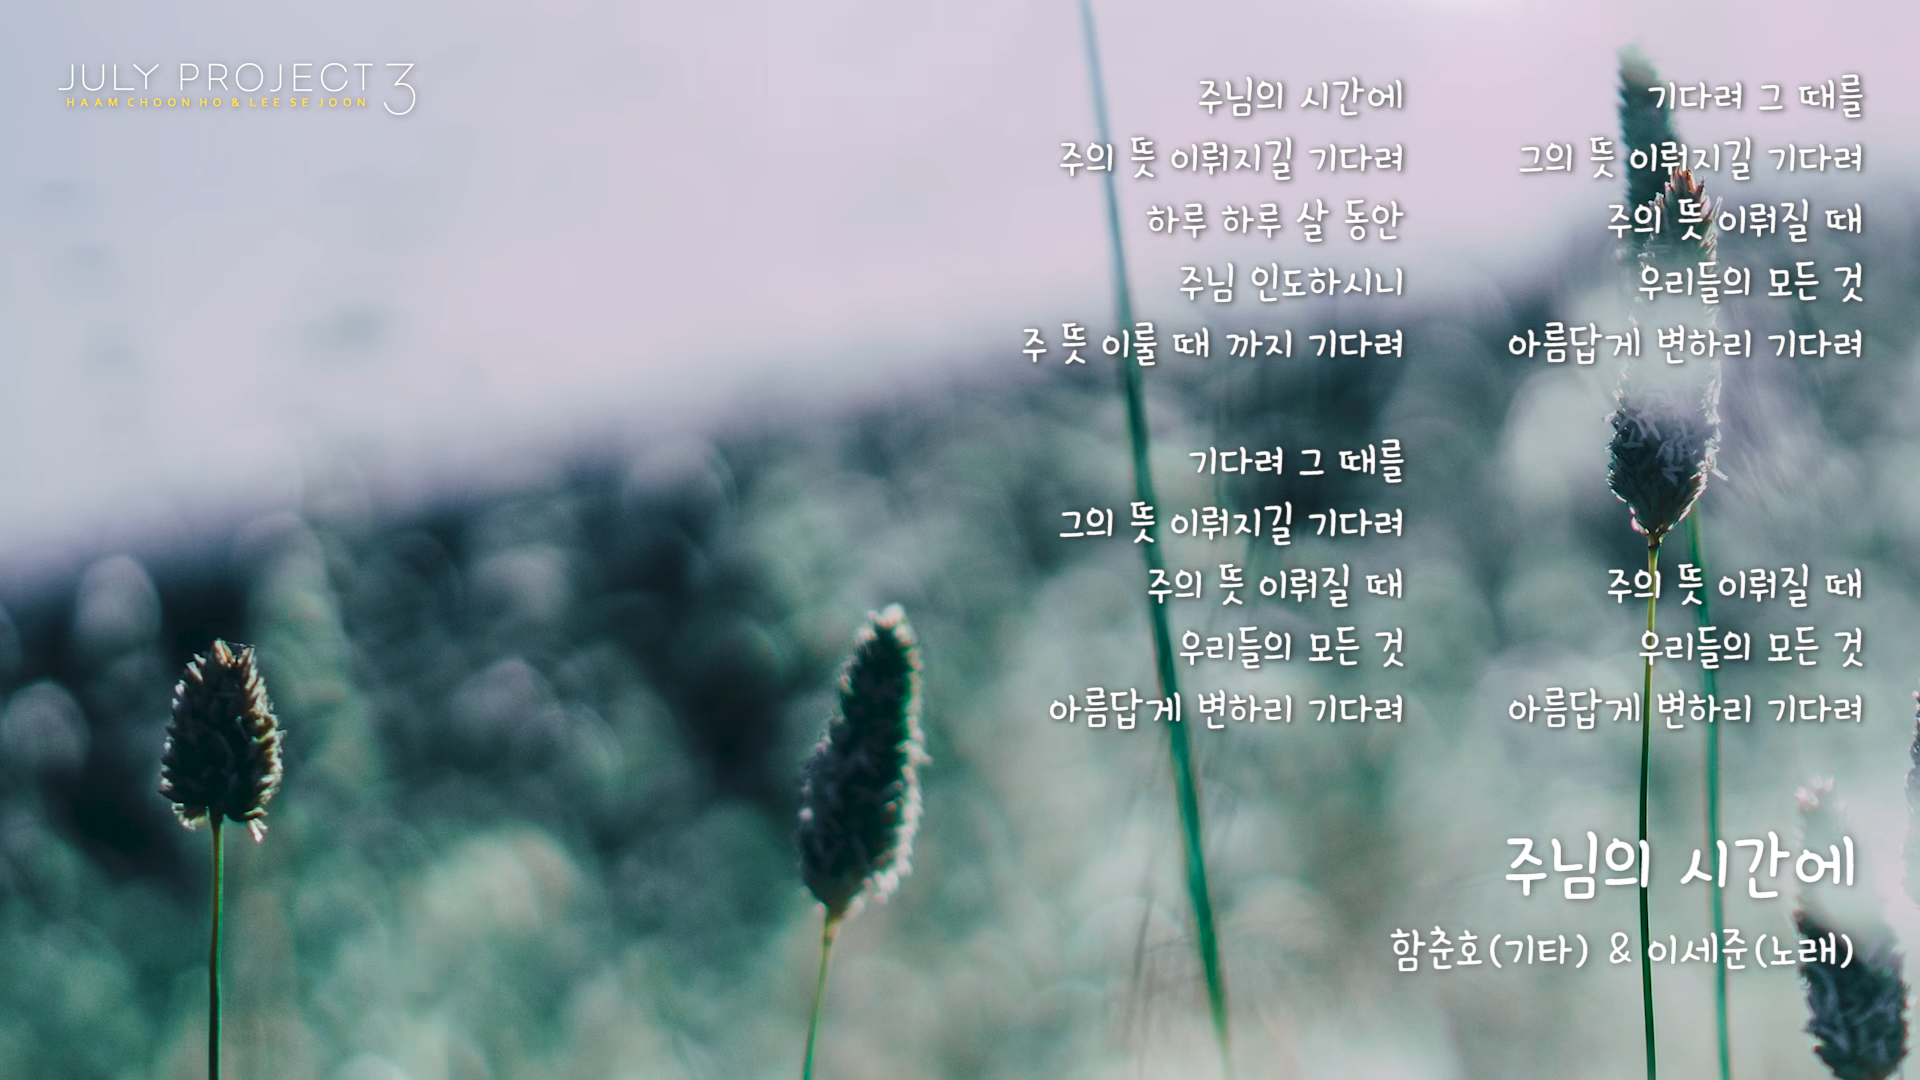 JULY PROJECT 3
HAAM CHOON HO & LEE SE JOON
주님의 시간에
주의 뜻 이뤄지길 기다려
하루 하루 살 동안
주님 인도하시니
주 뜻 이룰 때 까지 기다려
기다려 그 때를
그의 뜻 이뤄지길 기다려
주의 뜻 이뤄질 때
우리들의 모든 것
아름답게 변하리 기다려
기다려 그 때를
그의 뜻 이뤄지길 기다려
주의 뜻 이뤄질 때
우리들의 모든 것
아름답게 변하리 기다려
주의 뜻 이뤄질 때
우리들의 모든 것
아름답게 변하리 기다려
주님의 시간에
함춘호(기타) & 이세준(노래)